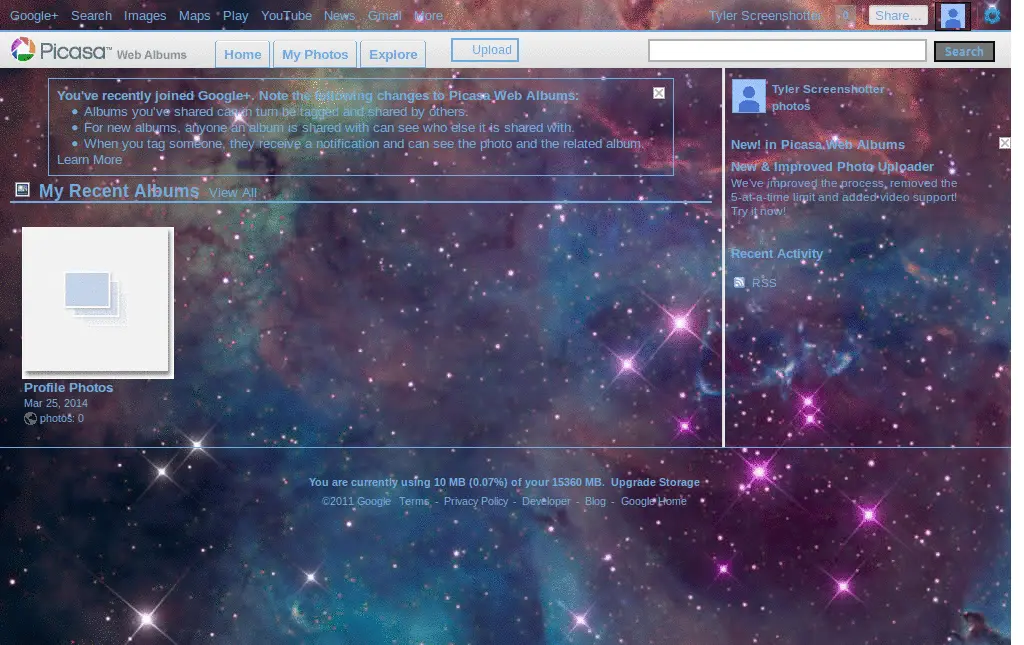 Google+ Search Images Maps Play YouTube News Gmail More
Tyler Screenshotter 0 Share...
Picasa™ Web Albums Home My Photos Explore Upload Search
You've recently joined Google+. Note the following changes to Picasa Web Albums:
Albums you've shared can in turn be tagged and shared by others.
For new albums, anyone an album is shared with can see who else it is shared with.
When you tag someone, they receive a notification and can see the photo and the related album.
Learn More
My Recent Albums View All
Profile Photos
Mar 25, 2014
photos: 0
Tyler Screenshotter
photos
New! in Picasa Web Albums
New & Improved Photo Uploader
We've improved the process, removed the
5-at-a-time limit and added video support!
Try it now!
Recent Activity
RSS
You are currently using 10 MB (0.07%) of your 15360 MB. Upgrade Storage
©2011 Google Terms - Privacy Policy - Developer - Blog - Google Home